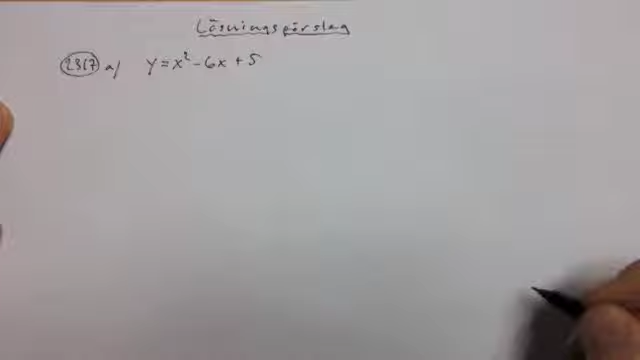 Lösningsförslag
2317 a) y = x² - 6x + 5